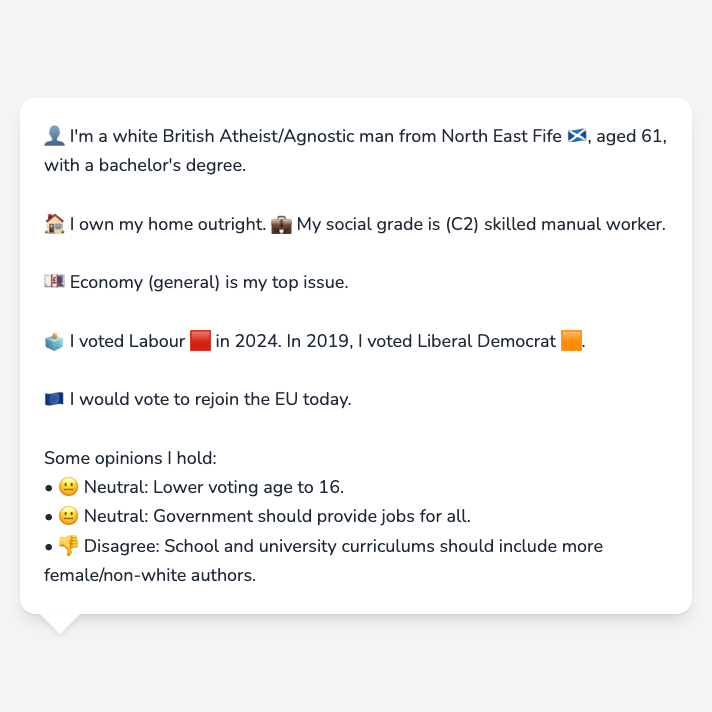 👤 I'm a white British Atheist/Agnostic man from North East Fife 🏴󠁧󠁢󠁳󠁣󠁴󠁿, aged 61,
with a bachelor's degree.
🏠 I own my home outright. 💼 My social grade is (C2) skilled manual worker.
💷 Economy (general) is my top issue.
🗳️ I voted Labour 🟥 in 2024. In 2019, I voted Liberal Democrat 🟧.
🇪🇺 I would vote to rejoin the EU today.
Some opinions I hold:
• 😐 Neutral: Lower voting age to 16.
• 😐 Neutral: Government should provide jobs for all.
• 👎 Disagree: School and university curriculums should include more
female/non-white authors.